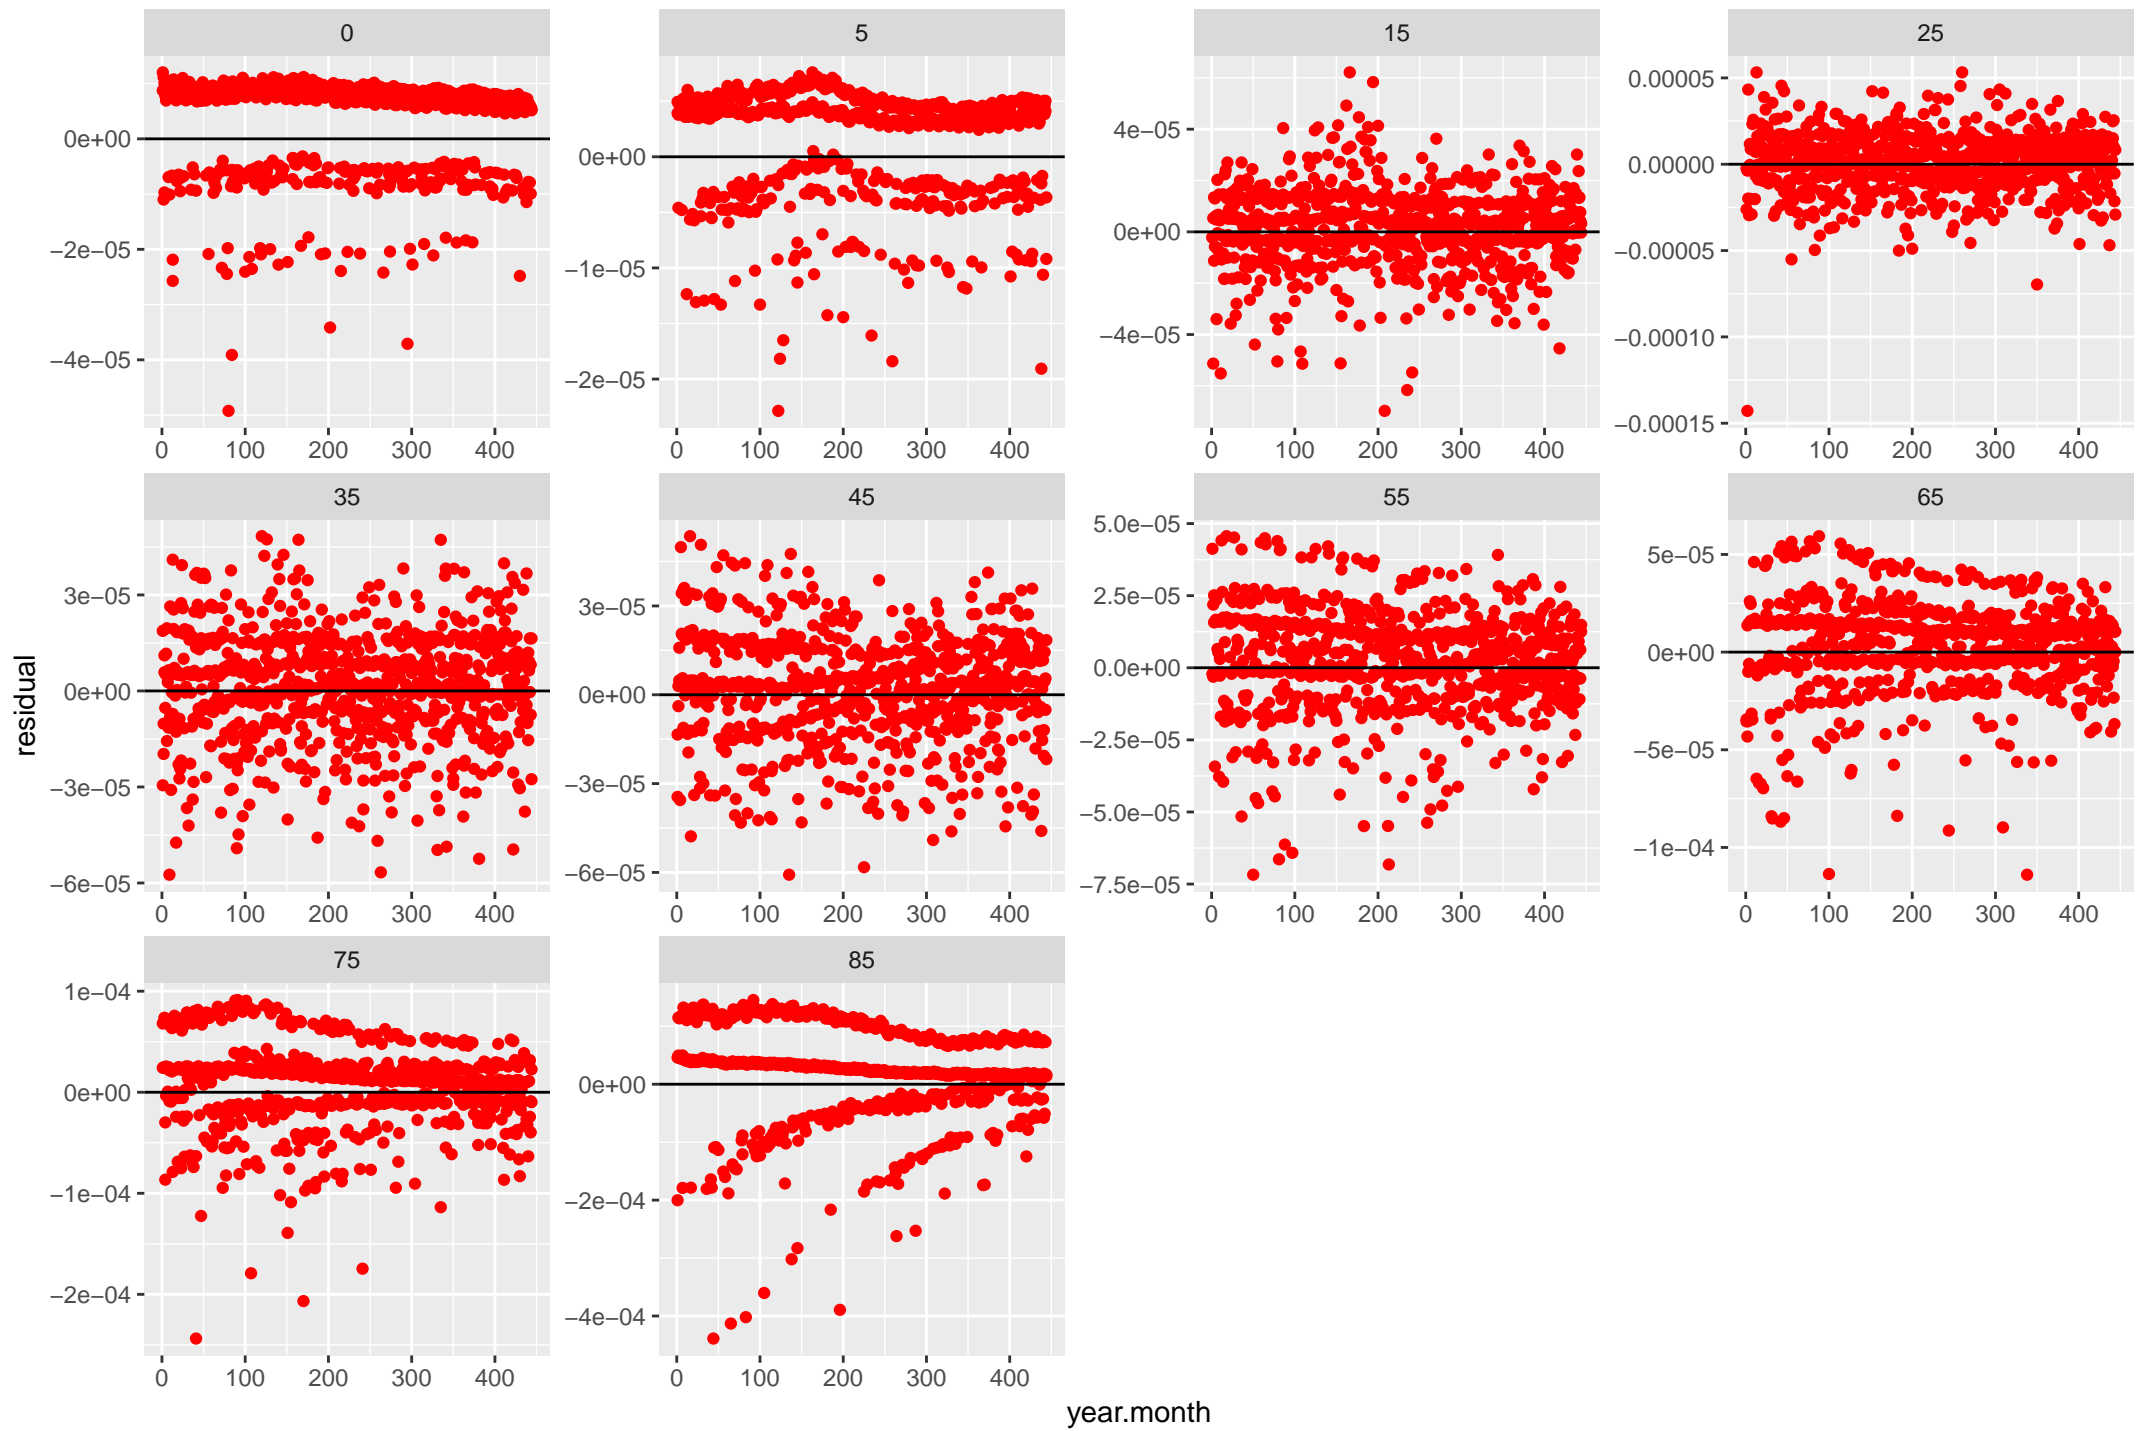 0 5 15 25
0e+00 −2e−05 −4e−05
0e+00 −1e−05 −2e−05
4e−05 0e+00 −4e−05
0.00005 0.00000 −0.00005 −0.00010 −0.00015
0 100 200 300 400 0 100 200 300 400 0 100 200 300 400 0 100 200 300 400
35 45 55 65
3e−05 0e+00 −3e−05 −6e−05
3e−05 0e+00 −3e−05 −6e−05
5.0e−05 2.5e−05 0.0e+00 −2.5e−05 −5.0e−05 −7.5e−05
5e−05 0e+00 −5e−05 −1e−04
0 100 200 300 400 0 100 200 300 400 0 100 200 300 400 0 100 200 300 400
residual
75 85
1e−04 0e+00 −1e−04 −2e−04
0e+00 −2e−04 −4e−04
0 100 200 300 400 0 100 200 300 400
year.month